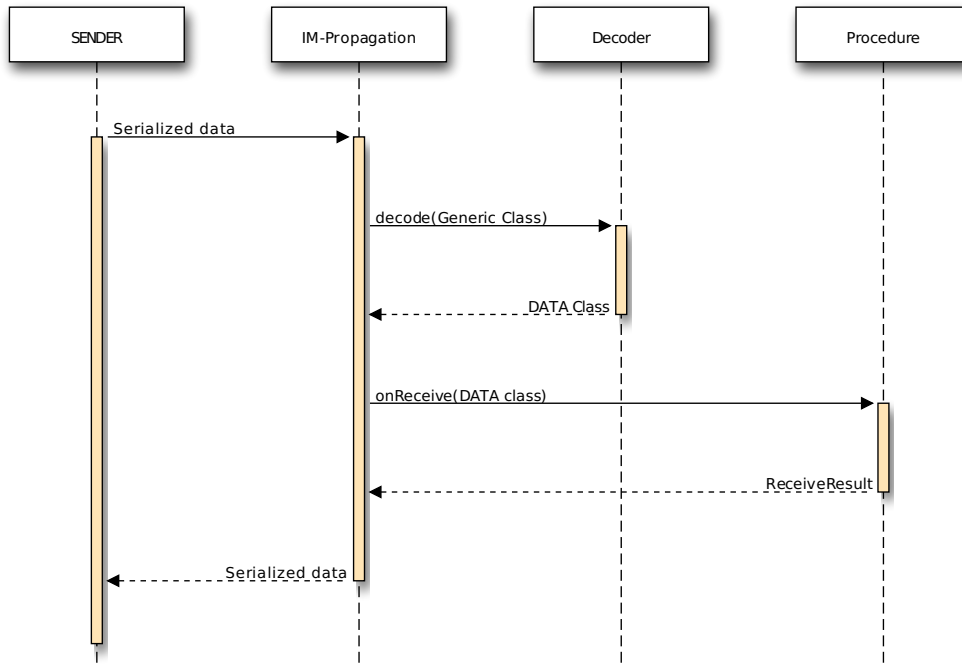 SENDER
IM-Propagation
Decoder
Procedure
Serialized data
decode(Generic Class)
DATA Class
onReceive(DATA class)
ReceiveResult
Serialized data